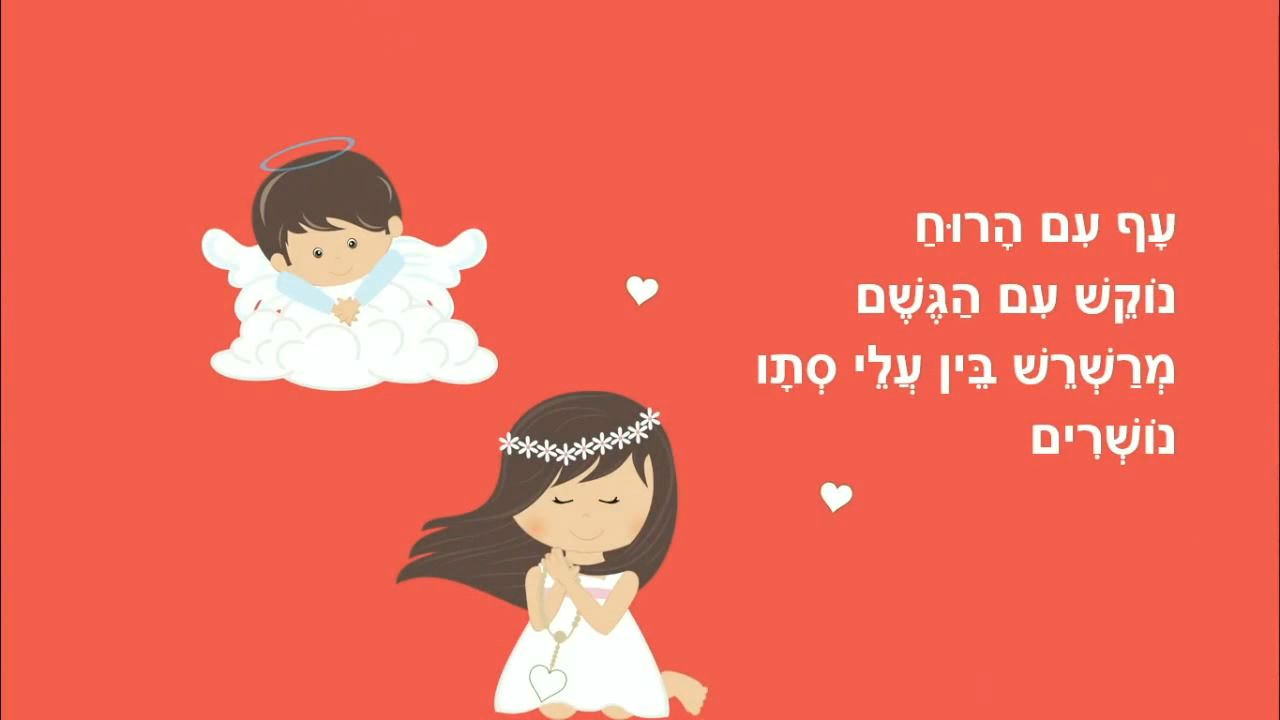 עָף עִם הָרוּחַ
נוֹקֵשׁ עִם הַגֶּשֶׁם
מְרַשְׁרֵשׁ בֵּין עֲלֵי סְתָו
נוֹשְׁרִים